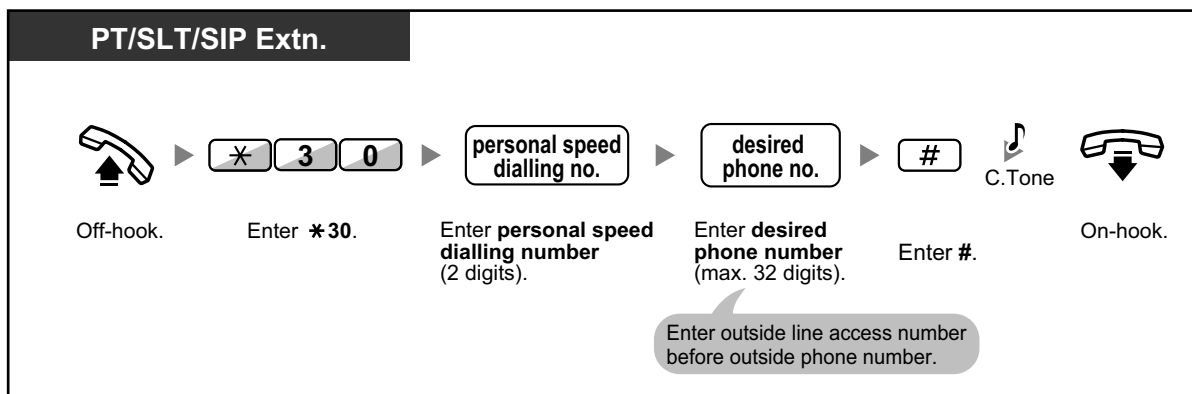 PT/SLT/SIP Extn.
✳ 3 0
personal speed
dialling no.
desired
phone no.
#
C.Tone
Off-hook.
Enter ✳30.
Enter personal speed
dialling number
(2 digits).
Enter desired
phone number
(max. 32 digits).
Enter #.
On-hook.
Enter outside line access number
before outside phone number.